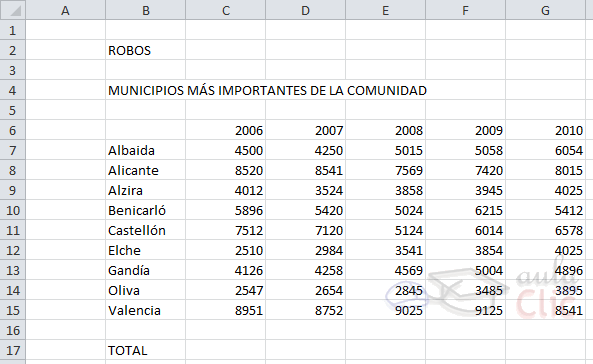 A B C D E F G
1
2 ROBOS
3
4 MUNICIPIOS MÁS IMPORTANTES DE LA COMUNIDAD
5
6 2006 2007 2008 2009 2010
7 Albaida 4500 4250 5015 5058 6054
8 Alicante 8520 8541 7569 7420 8015
9 Alzira 4012 3524 3858 3945 4025
10 Benicarló 5896 5420 5024 6215 5412
11 Castellón 7512 7120 5124 6014 6578
12 Elche 2510 2984 3541 3854 4025
13 Gandía 4126 4258 4569 5004 4896
14 Oliva 2547 2654 2845 3485 3895
15 Valencia 8951 8752 9025 9125 8541
16
17 TOTAL
aula
Clic